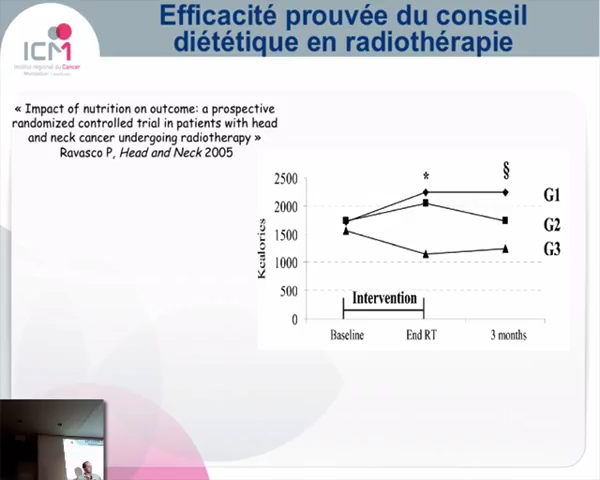 Efficacité prouvée du conseil
diététique en radiothérapie
ICM
Institut régional du Cancer
« Impact of nutrition on outcome: a prospective
randomized controlled trial in patients with head
and neck cancer undergoing radiotherapy »
Ravasco P, Head and Neck 2005
Kcalories
2500
2000
1500
1000
500
0
*
§
G1
G2
G3
Intervention
Baseline
End RT
3 months